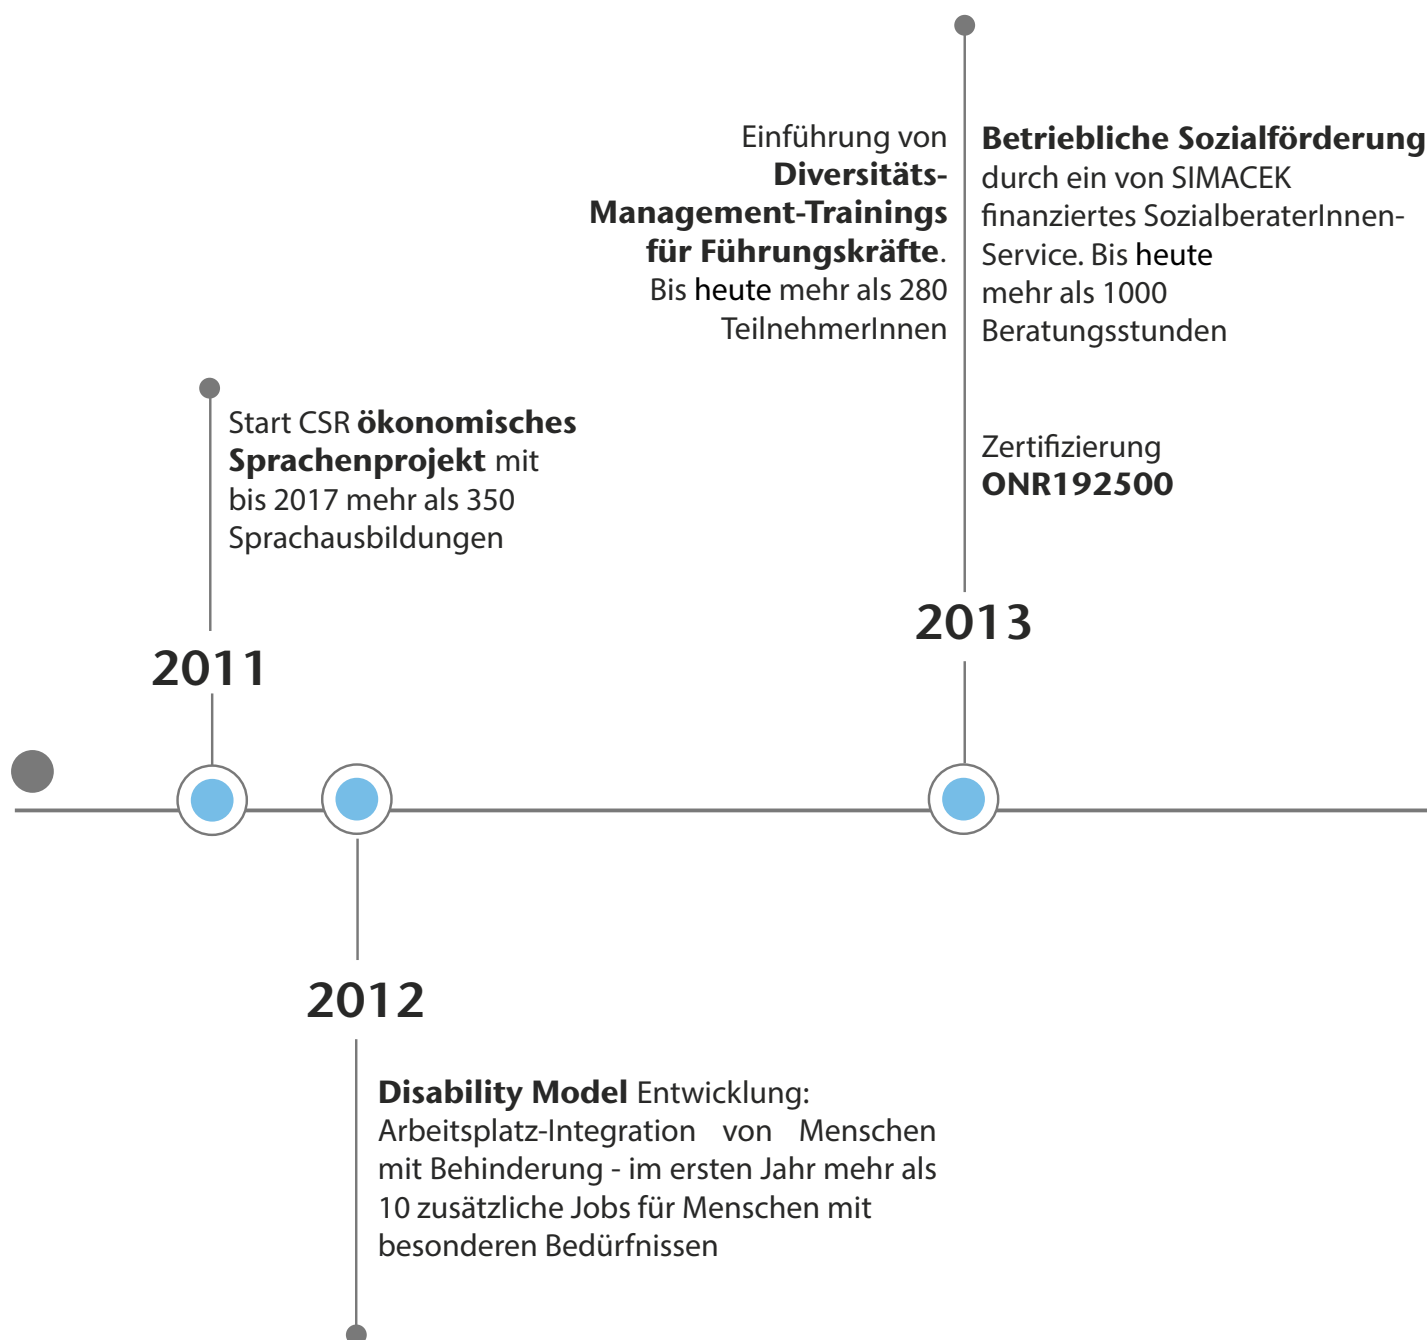 Einführung von
Diversitäts-
Management-Trainings
für Führungskräfte.
Bis heute mehr als 280
TeilnehmerInnen
Betriebliche Sozialförderung
durch ein von SIMACEK
finanziertes SozialberaterInnen-
Service. Bis heute
mehr als 1000
Beratungsstunden
Zertifizierung
ONR192500
2013
Start CSR ökonomisches
Sprachenprojekt mit
bis 2017 mehr als 350
Sprachausbildungen
2011
2012
Disability Model Entwicklung:
Arbeitsplatz-Integration von Menschen
mit Behinderung - im ersten Jahr mehr als
10 zusätzliche Jobs für Menschen mit
besonderen Bedürfnissen